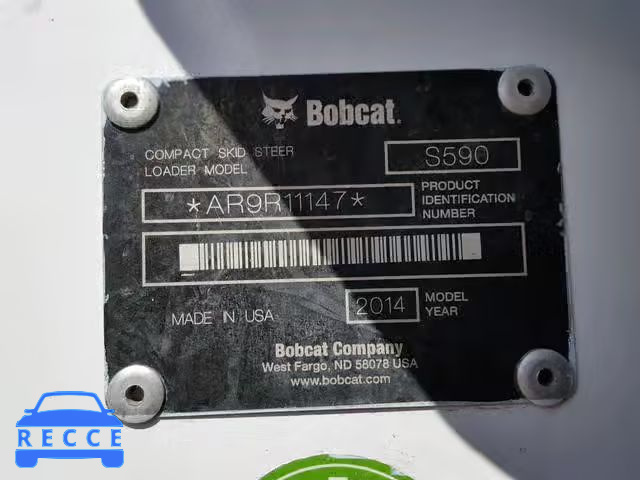 Bobcat.
COMPACT SKID STEER
LOADER MODEL
S590
*AR9R11147*
PRODUCT
IDENTIFICATION
NUMBER
MADE IN USA
2014
MODEL
YEAR
Bobcat Company
West Fargo, ND 58078 USA
www.bobcat.com
RECCE